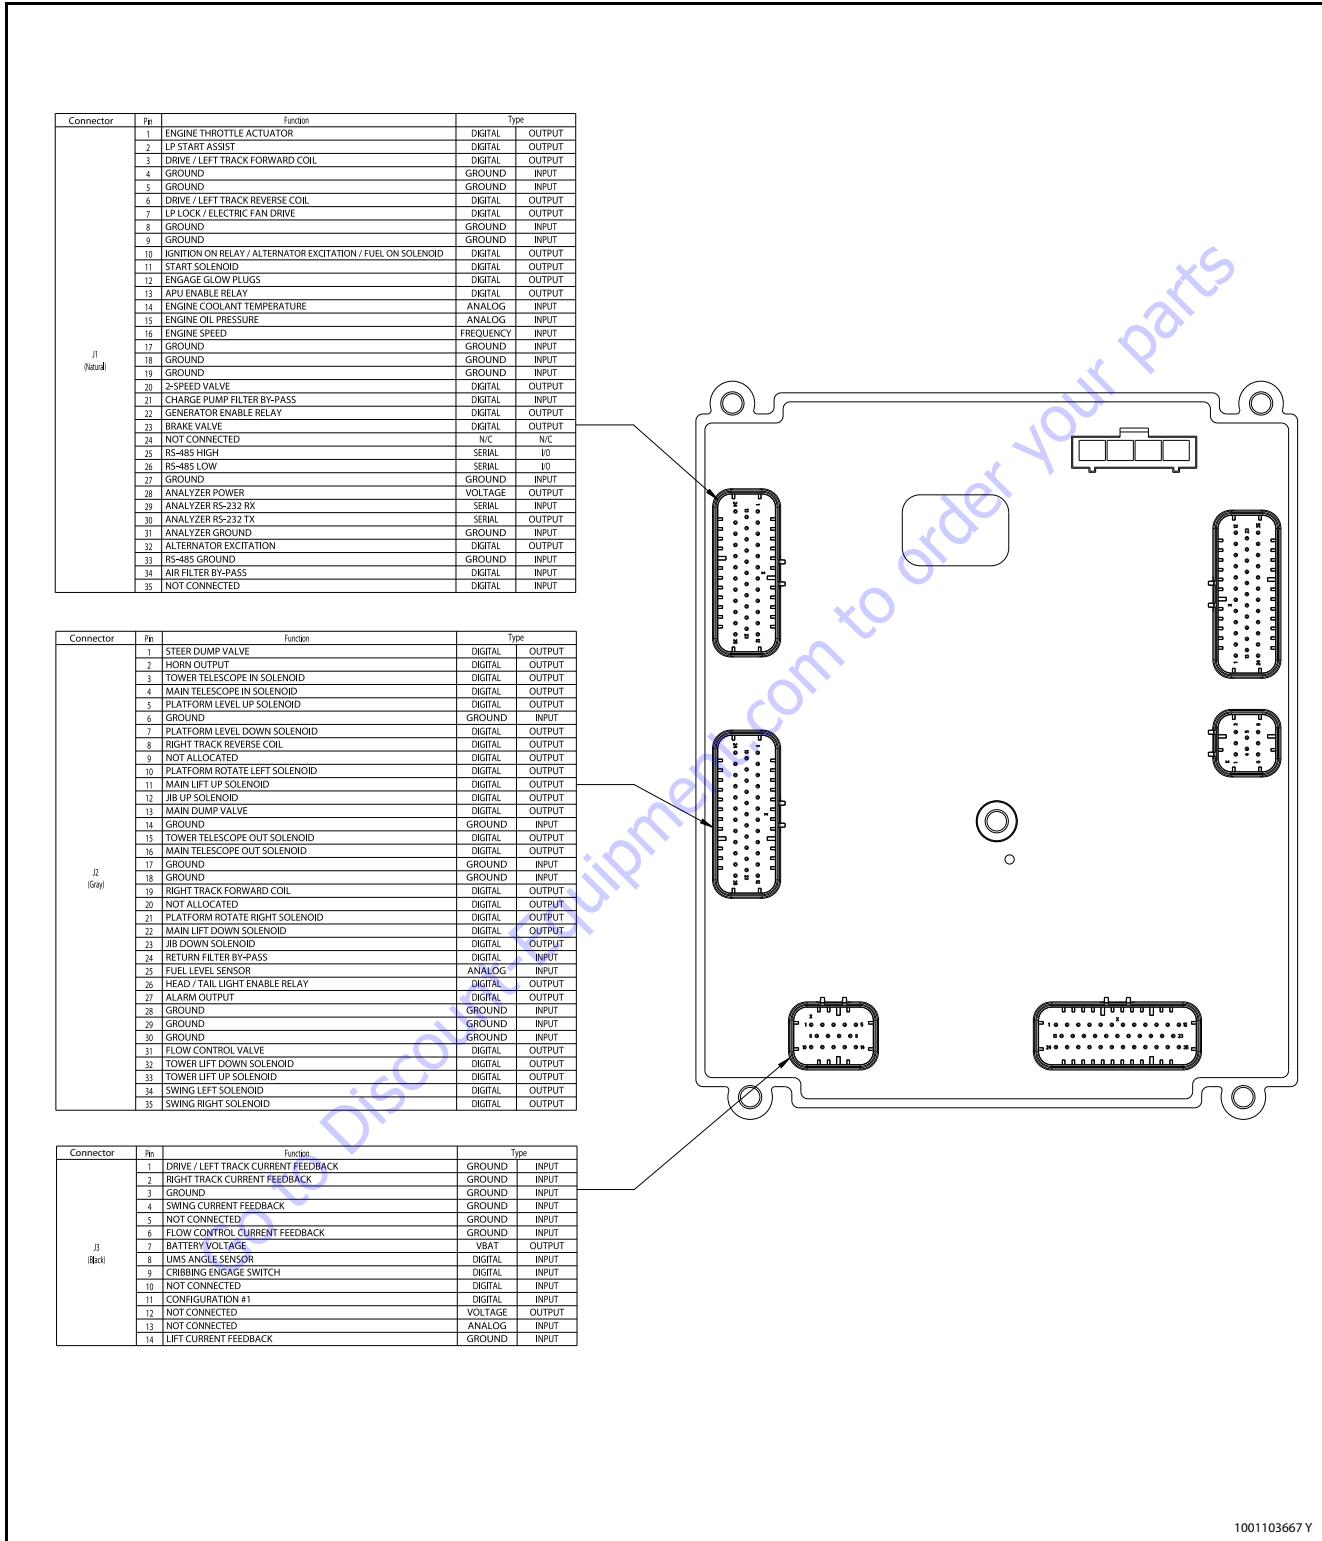 Connector Pin Function Type
1 ENGINE THROTTLE ACTUATOR DIGITAL OUTPUT
2 LP START ASSIST DIGITAL OUTPUT
3 DRIVE / LEFT TRACK FORWARD COIL DIGITAL OUTPUT
4 GROUND GROUND INPUT
5 GROUND GROUND INPUT
6 DRIVE / LEFT TRACK REVERSE COIL DIGITAL OUTPUT
7 LP LOCK / ELECTRIC FAN DRIVE DIGITAL OUTPUT
8 GROUND GROUND INPUT
9 GROUND GROUND INPUT
10 IGNITION ON RELAY / ALTERNATOR EXCITATION / FUEL ON SOLENOID DIGITAL OUTPUT
11 START SOLENOID DIGITAL OUTPUT
12 ENGAGE GLOW PLUGS DIGITAL OUTPUT
13 APU ENABLE RELAY DIGITAL OUTPUT
14 ENGINE COOLANT TEMPERATURE ANALOG INPUT
15 ENGINE OIL PRESSURE ANALOG INPUT
16 ENGINE SPEED FREQUENCY INPUT
17 GROUND GROUND INPUT
J1
(Natural)
18 GROUND GROUND INPUT
19 GROUND GROUND INPUT
20 2-SPEED VALVE DIGITAL OUTPUT
21 CHARGE PUMP FILTER BY-PASS DIGITAL INPUT
22 GENERATOR ENABLE RELAY DIGITAL OUTPUT
23 BRAKE VALVE DIGITAL OUTPUT
24 NOT CONNECTED N/C N/C
25 RS-485 HIGH SERIAL I/O
26 RS-485 LOW SERIAL I/O
27 GROUND GROUND INPUT
28 ANALYZER POWER VOLTAGE OUTPUT
29 ANALYZER RS-232 RX SERIAL INPUT
30 ANALYZER RS-232 TX SERIAL OUTPUT
31 ANALYZER GROUND GROUND INPUT
32 ALTERNATOR EXCITATION DIGITAL OUTPUT
33 RS-485 GROUND GROUND INPUT
34 AIR FILTER BY-PASS DIGITAL INPUT
35 NOT CONNECTED DIGITAL INPUT
Connector Pin Function Type
1 STEER DUMP VALVE DIGITAL OUTPUT
2 HORN OUTPUT DIGITAL OUTPUT
3 TOWER TELESCOPE IN SOLENOID DIGITAL OUTPUT
4 MAIN TELESCOPE IN SOLENOID DIGITAL OUTPUT
5 PLATFORM LEVEL UP SOLENOID DIGITAL OUTPUT
6 GROUND GROUND INPUT
7 PLATFORM LEVEL DOWN SOLENOID DIGITAL OUTPUT
8 RIGHT TRACK REVERSE COIL DIGITAL OUTPUT
9 NOT ALLOCATED DIGITAL OUTPUT
10 PLATFORM ROTATE LEFT SOLENOID DIGITAL OUTPUT
11 MAIN LIFT UP SOLENOID DIGITAL OUTPUT
12 JIB UP SOLENOID DIGITAL OUTPUT
13 MAIN DUMP VALVE DIGITAL OUTPUT
14 GROUND GROUND INPUT
15 TOWER TELESCOPE OUT SOLENOID DIGITAL OUTPUT
16 MAIN TELESCOPE OUT SOLENOID DIGITAL OUTPUT
17 GROUND GROUND INPUT
J2
(Gray)
18 GROUND GROUND INPUT
19 RIGHT TRACK FORWARD COIL DIGITAL OUTPUT
20 NOT ALLOCATED DIGITAL OUTPUT
21 PLATFORM ROTATE RIGHT SOLENOID DIGITAL OUTPUT
22 MAIN LIFT DOWN SOLENOID DIGITAL OUTPUT
23 JIB DOWN SOLENOID DIGITAL OUTPUT
24 RETURN FILTER BY-PASS DIGITAL INPUT
25 FUEL LEVEL SENSOR ANALOG INPUT
26 HEAD / TAIL LIGHT ENABLE RELAY DIGITAL OUTPUT
27 ALARM OUTPUT DIGITAL OUTPUT
28 GROUND GROUND INPUT
29 GROUND GROUND INPUT
30 GROUND GROUND INPUT
31 FLOW CONTROL VALVE DIGITAL OUTPUT
32 TOWER LIFT DOWN SOLENOID DIGITAL OUTPUT
33 TOWER LIFT UP SOLENOID DIGITAL OUTPUT
34 SWING LEFT SOLENOID DIGITAL OUTPUT
35 SWING RIGHT SOLENOID DIGITAL OUTPUT
Connector Pin Function Type
1 DRIVE / LEFT TRACK CURRENT FEEDBACK GROUND INPUT
2 RIGHT TRACK CURRENT FEEDBACK GROUND INPUT
3 GROUND GROUND INPUT
4 SWING CURRENT FEEDBACK GROUND INPUT
5 NOT CONNECTED GROUND INPUT
6 FLOW CONTROL CURRENT FEEDBACK GROUND INPUT
J3
(Black)
7 BATTERY VOLTAGE VBAT OUTPUT
8 UMS ANGLE SENSOR DIGITAL INPUT
9 CRIBBING ENGAGE SWITCH DIGITAL INPUT
10 NOT CONNECTED DIGITAL INPUT
11 CONFIGURATION #1 DIGITAL INPUT
12 NOT CONNECTED VOLTAGE OUTPUT
13 NOT CONNECTED ANALOG INPUT
14 LIFT CURRENT FEEDBACK GROUND INPUT
Go to Discount-Equipment.com to order your parts
1001103667 Y